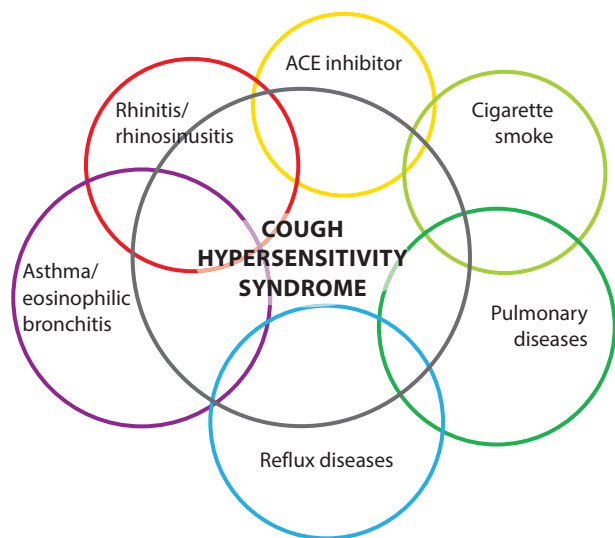 ACE inhibitor
Rhinitis/
rhinosinusitis
Cigarette
smoke
COUGH
HYPERSENSITIVITY
SYNDROME
Asthma/
eosinophilic
bronchitis
Pulmonary
diseases
Reflux diseases